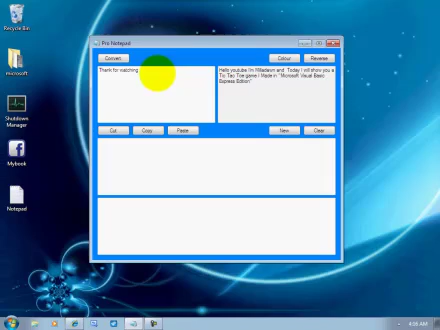 Recycle Bin
microsoft
Shutdown
Manager
Mybook
Notepad
Pro Notepad
Convert
Colour
Reverse
Thank for watching
Hello youtube I'm Milaslawn and Today I will show you a
Tic Tac Toe game I Made in "Microsoft Visual Basic
Express Edition"
Cut
Copy
Paste
New
Clear
4:06 AM